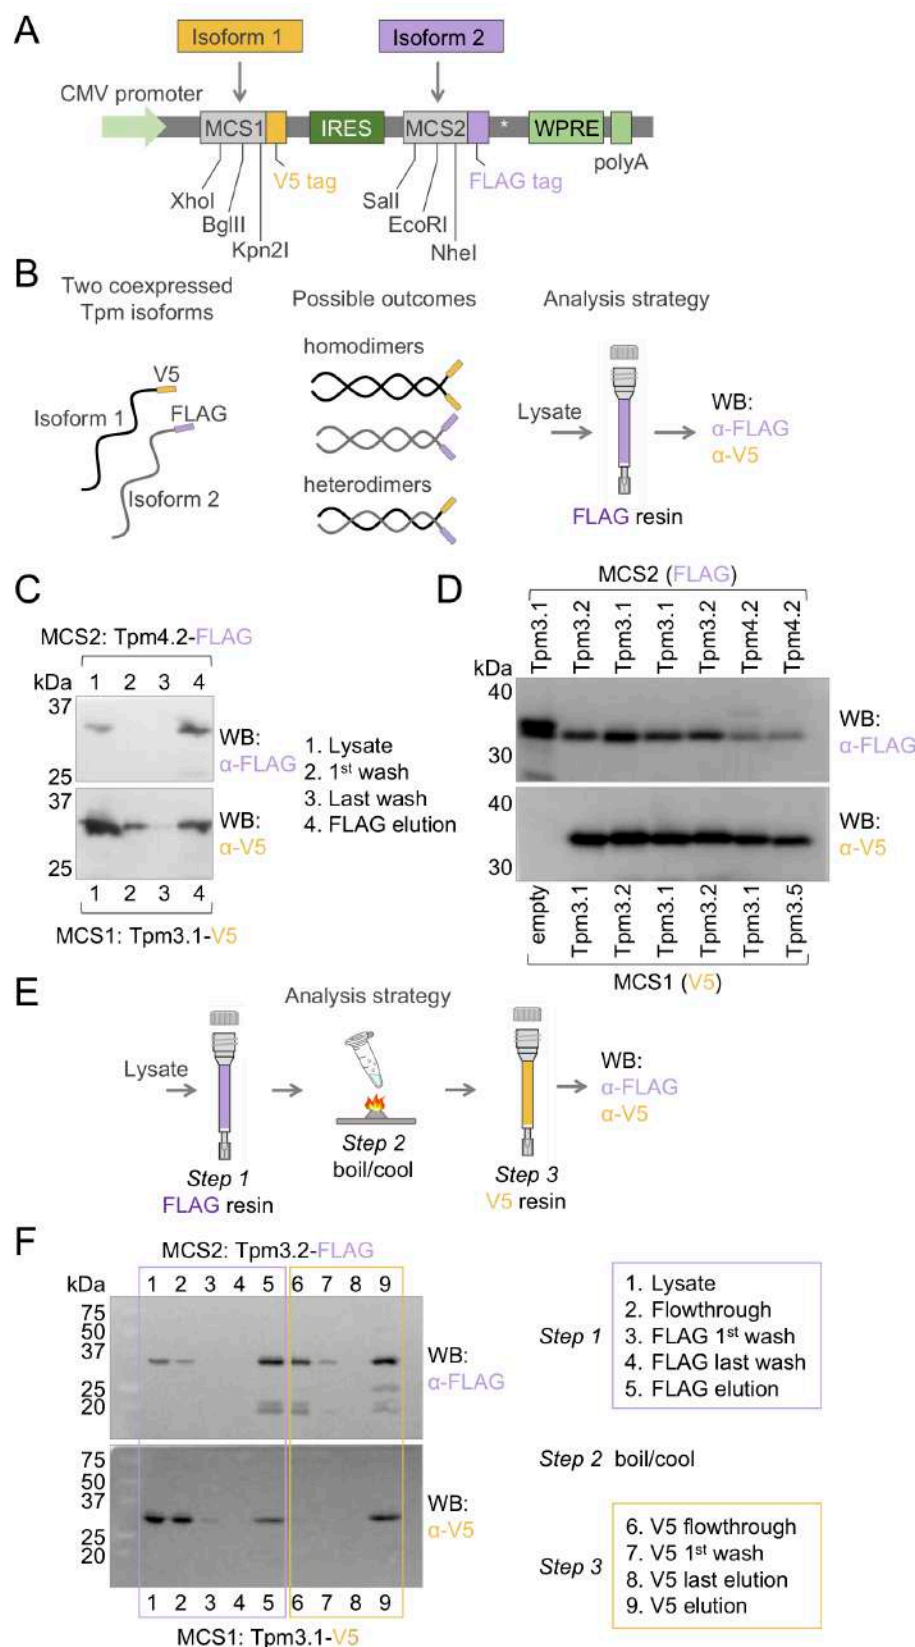 A
Isoform 1
Isoform 2
CMV promoter
MCS1
IRES
MCS2
*
WPRE
polyA
V5 tag
FLAG tag
XhoI
BglII
Kpn2I
SalI
EcoRI
NheI
B
Two coexpressed
Tpm isoforms
V5
FLAG
Isoform 1
Isoform 2
Possible outcomes
homodimers
heterodimers
Analysis strategy
Lysate
FLAG resin
WB:
α-FLAG
α-V5
C
MCS2: Tpm4.2-FLAG
kDa 1 2 3 4
37
25
WB:
α-FLAG
37
25
WB:
α-V5
1 2 3 4
MCS1: Tpm3.1-V5
1. Lysate
2. 1st wash
3. Last wash
4. FLAG elution
D
MCS2 (FLAG)
Tpm3.1 Tpm3.2 Tpm3.1 Tpm3.1 Tpm3.2 Tpm4.2 Tpm4.2
kDa
40
30
WB:
α-FLAG
40
30
WB:
α-V5
empty Tpm3.1 Tpm3.2 Tpm3.1 Tpm3.2 Tpm3.1 Tpm3.5
MCS1 (V5)
E
Analysis strategy
Lysate
Step 1
FLAG resin
Step 2
boil/cool
Step 3
V5 resin
WB:
α-FLAG
α-V5
F
MCS2: Tpm3.2-FLAG
kDa 1 2 3 4 5 6 7 8 9
75
50
37
25
20
WB:
α-FLAG
75
50
37
25
20
WB:
α-V5
1 2 3 4 5 6 7 8 9
MCS1: Tpm3.1-V5
Step 1
1. Lysate
2. Flowthrough
3. FLAG 1st wash
4. FLAG last wash
5. FLAG elution
Step 2 boil/cool
Step 3
6. V5 flowthrough
7. V5 1st wash
8. V5 last elution
9. V5 elution